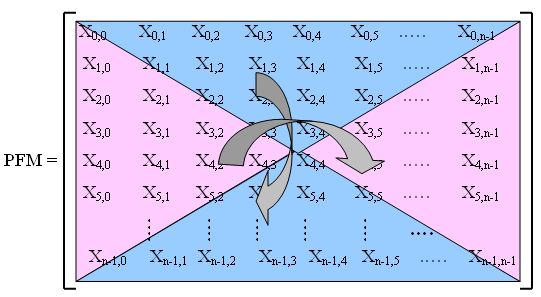 X0,0 X0,1 X0,2 X0,3 X0,4 X0,5 ..... X0,n-1
X1,0 X1,1 X1,2 X1,3 X1,4 X1,5 ..... X1,n-1
X2,0 X2,1 X2,2 X2,4 X2,5 ..... X2,n-1
X3,0 X3,1 X3,2 X3,4 X3,5 ..... X3,n-1
PFM = X4,0 X4,1 X4,2 X4,3 X4,4 ..... X4,n-1
X5,0 X5,1 X5,2 X5,3 X5,4 X5,5 ..... X5,n-1
....
Xn-1,0 Xn-1,1 Xn-1,2 Xn-1,3 Xn-1,4 Xn-1,5 ..... Xn-1,n-1